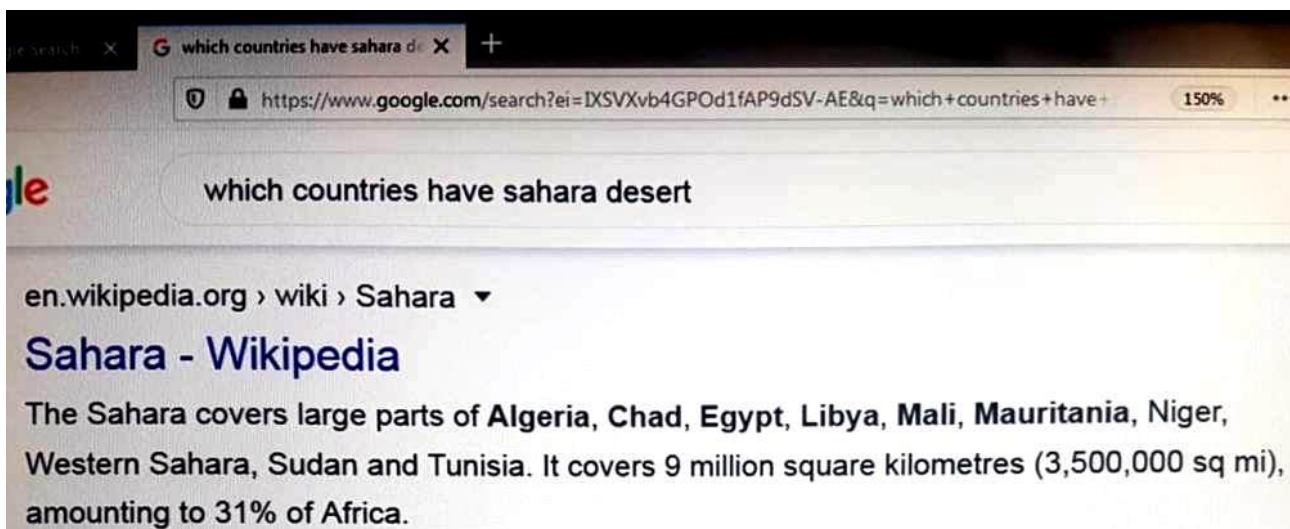 which countries have sahara de
https://www.google.com/search?ei=IXSVXvb4GPOd1fAP9dSV-AE&q=which+countries+have+ 150%
which countries have sahara desert
en.wikipedia.org › wiki › Sahara
Sahara - Wikipedia
The Sahara covers large parts of Algeria, Chad, Egypt, Libya, Mali, Mauritania, Niger,
Western Sahara, Sudan and Tunisia. It covers 9 million square kilometres (3,500,000 sq mi),
amounting to 31% of Africa.